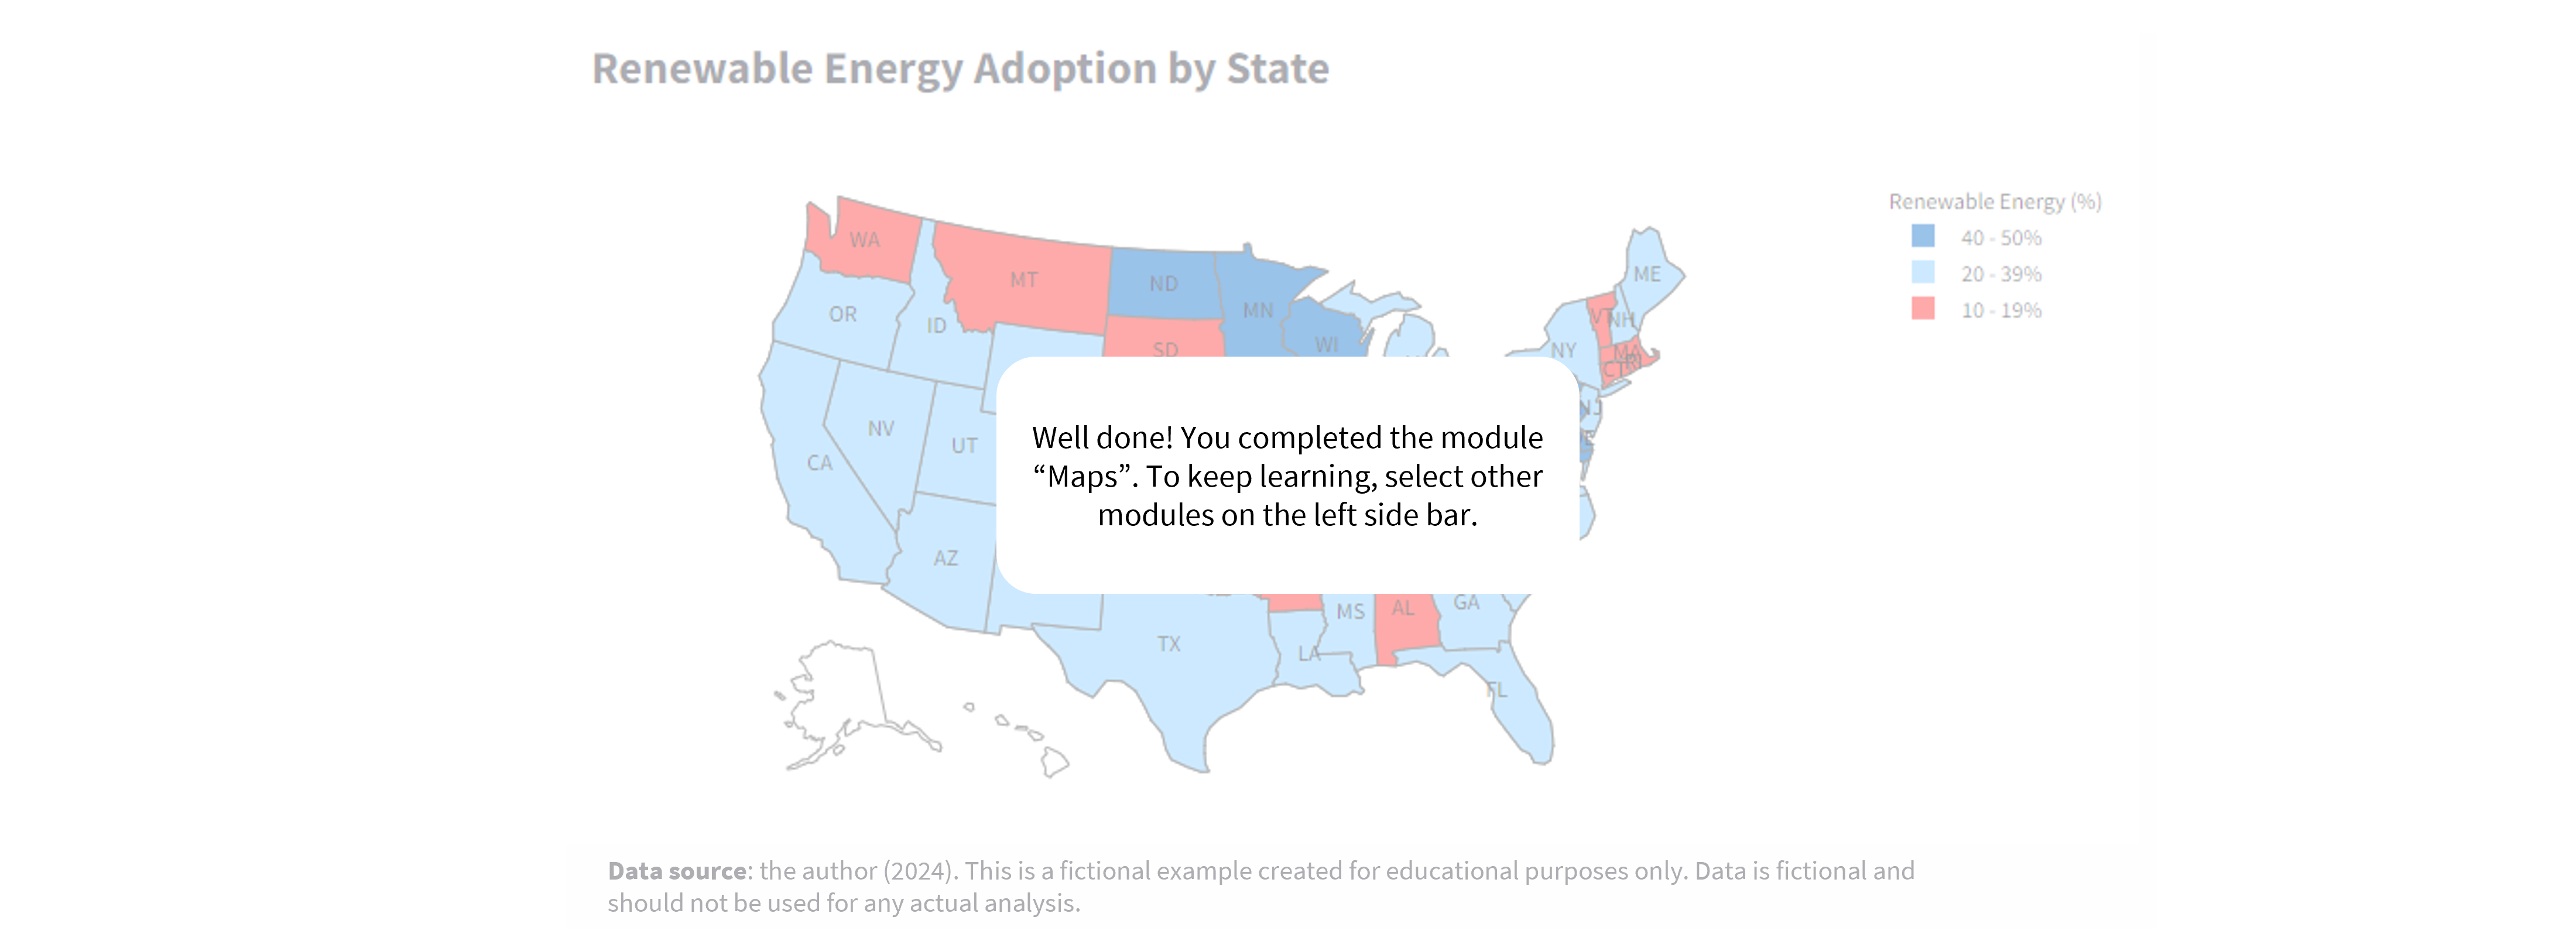 Renewable Energy Adoption by State
Renewable Energy (%)
40 - 50%
20 - 39%
10 - 19%
WA
MT
ND
MN
ME
OR
ID
SD
WI
NY
VT
NH
MA
CT
RI
NJ
NV
UT
CA
AZ
Well done! You completed the module
“Maps”. To keep learning, select other
modules on the left side bar.
MS
AL
GA
TX
LA
FL
Data source: the author (2024). This is a fictional example created for educational purposes only. Data is fictional and
should not be used for any actual analysis.